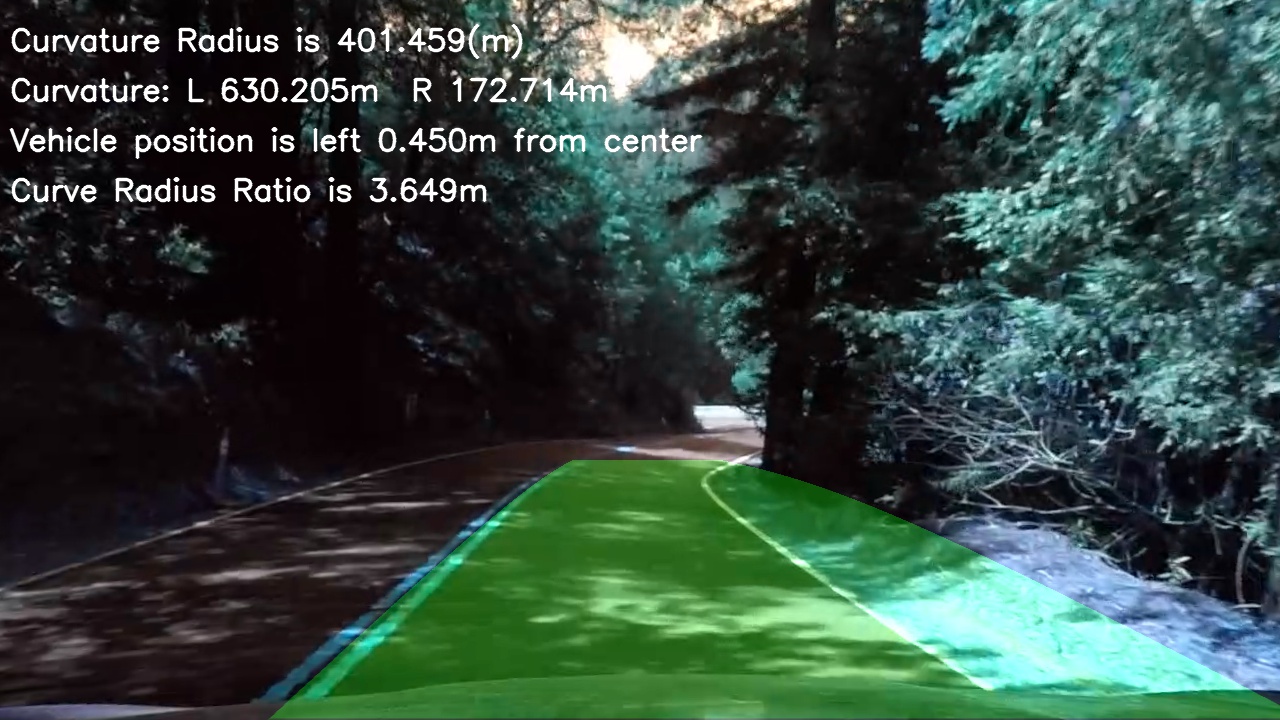 Curvature Radius is 401.459(m)
Curvature: L 630.205m R 172.714m
Vehicle position is left 0.450m from center
Curve Radius Ratio is 3.649m